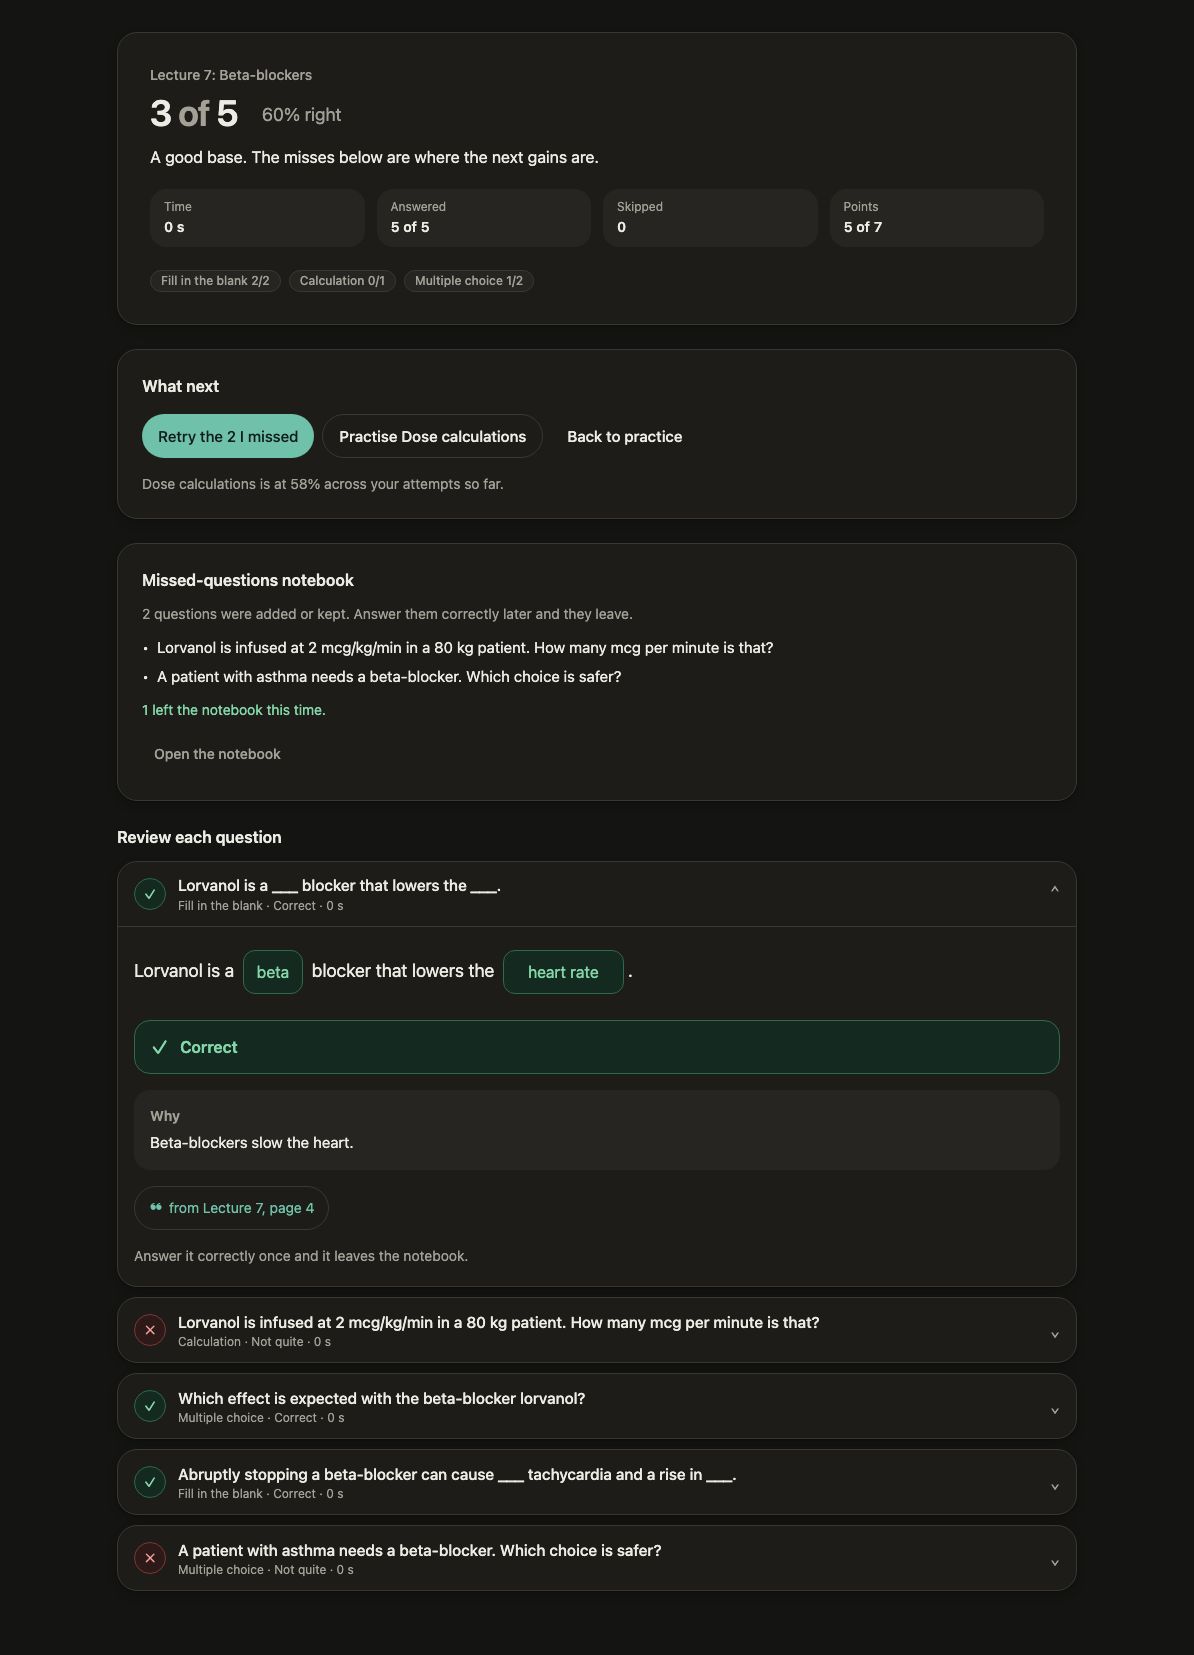 Lecture 7: Beta-blockers
3 of 5 60% right
A good base. The misses below are where the next gains are.
Time Answered Skipped Points
0 s 5 of 5 0 5 of 7
Fill in the blank 2/2 Calculation 0/1 Multiple choice 1/2
What next
Retry the 2 I missed Practise Dose calculations Back to practice
Dose calculations is at 58% across your attempts so far.
Missed-questions notebook
2 questions were added or kept. Answer them correctly later and they leave.
• Lorvanol is infused at 2 mcg/kg/min in a 80 kg patient. How many mcg per minute is that?
• A patient with asthma needs a beta-blocker. Which choice is safer?
1 left the notebook this time.
Open the notebook
Review each question
Lorvanol is a ___ blocker that lowers the ___.
Fill in the blank · Correct · 0 s
Lorvanol is a beta blocker that lowers the heart rate .
Correct
Why
Beta-blockers slow the heart.
from Lecture 7, page 4
Answer it correctly once and it leaves the notebook.
Lorvanol is infused at 2 mcg/kg/min in a 80 kg patient. How many mcg per minute is that?
Calculation · Not quite · 0 s
Which effect is expected with the beta-blocker lorvanol?
Multiple choice · Correct · 0 s
Abruptly stopping a beta-blocker can cause ___ tachycardia and a rise in ___.
Fill in the blank · Correct · 0 s
A patient with asthma needs a beta-blocker. Which choice is safer?
Multiple choice · Not quite · 0 s